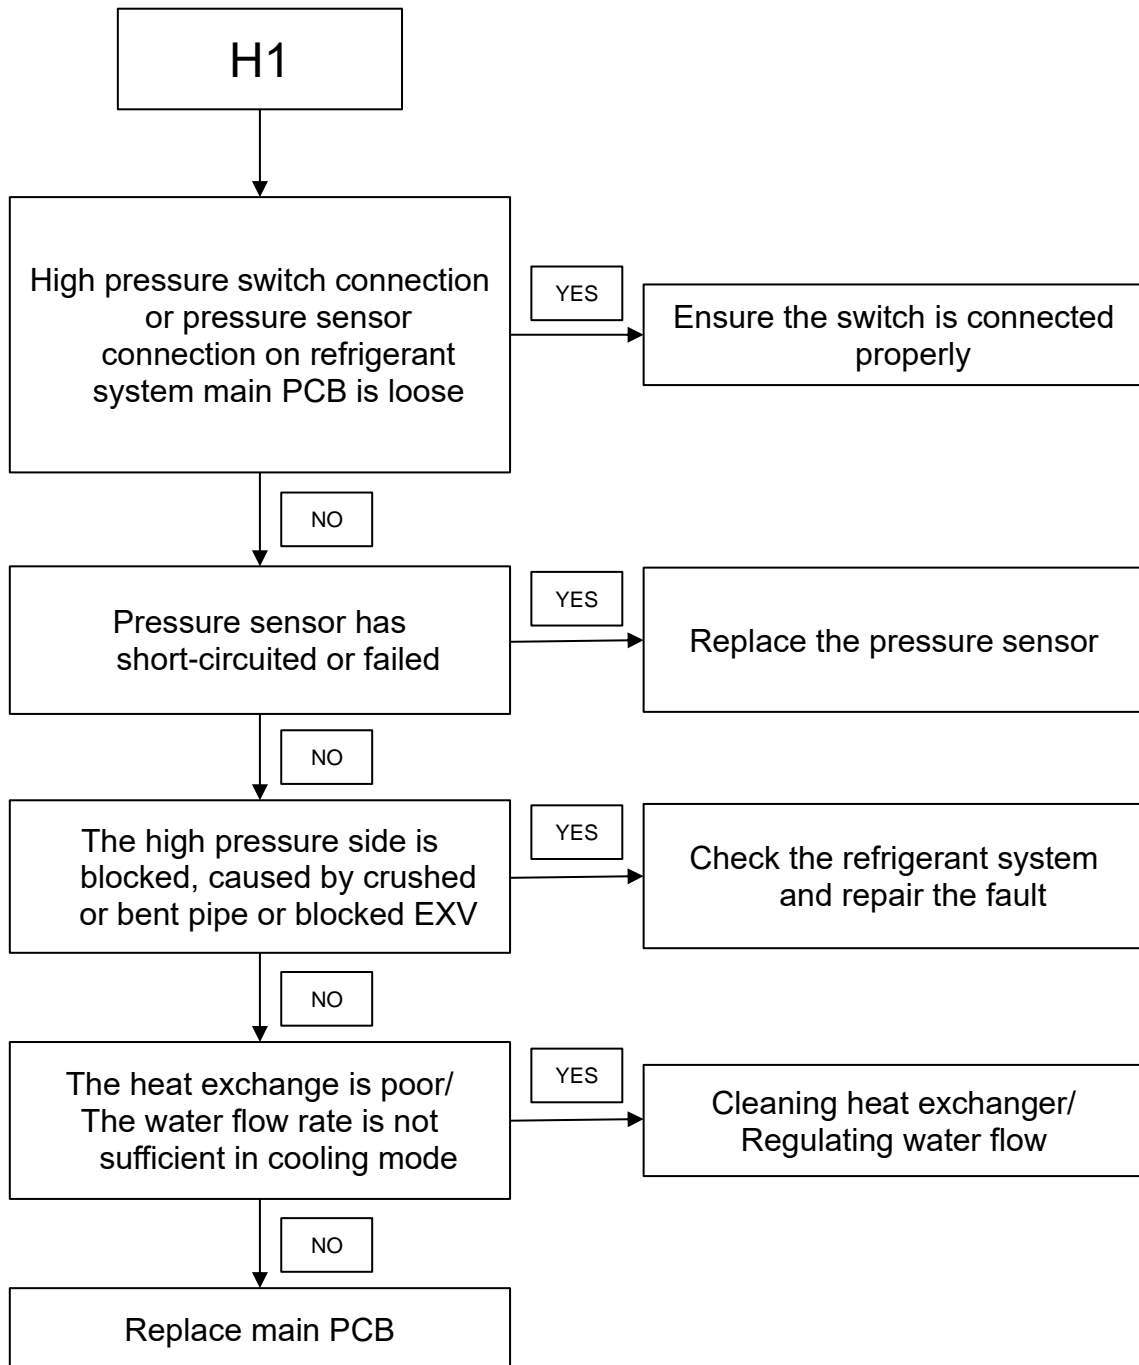 H1
High pressure switch connection
or pressure sensor
connection on refrigerant
system main PCB is loose
YES
Ensure the switch is connected
properly
NO
Pressure sensor has
short-circuited or failed
YES
Replace the pressure sensor
NO
The high pressure side is
blocked, caused by crushed
or bent pipe or blocked EXV
YES
Check the refrigerant system
and repair the fault
NO
The heat exchange is poor/
The water flow rate is not
sufficient in cooling mode
YES
Cleaning heat exchanger/
Regulating water flow
NO
Replace main PCB